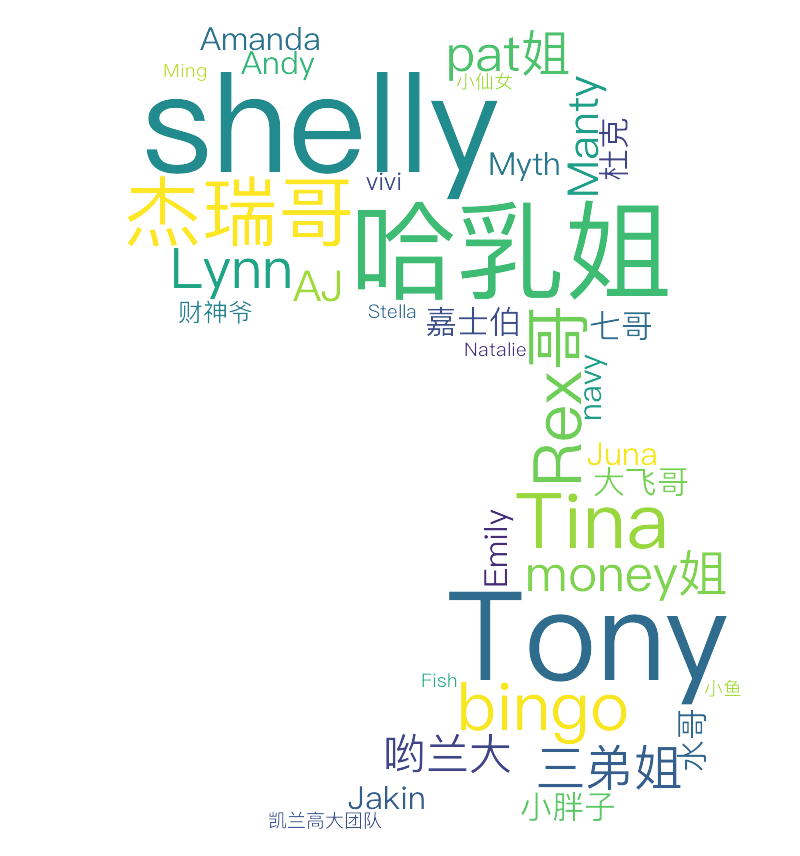 Amanda
pat姐
Andy
Ming
小仙女
shelly
Manty
杜克
Myth
vivi
杰瑞哥
哈乳姐
Lynn
AJ
财神爷
Stella
嘉士伯
Rex哥
七哥
Natalie
navy
Juna
大飞哥
Tina
Emily
money姐
Tony
Fish
小鱼
bingo
水哥
哟兰大
三弟姐
Jakin
小胖子
凯兰高大团队